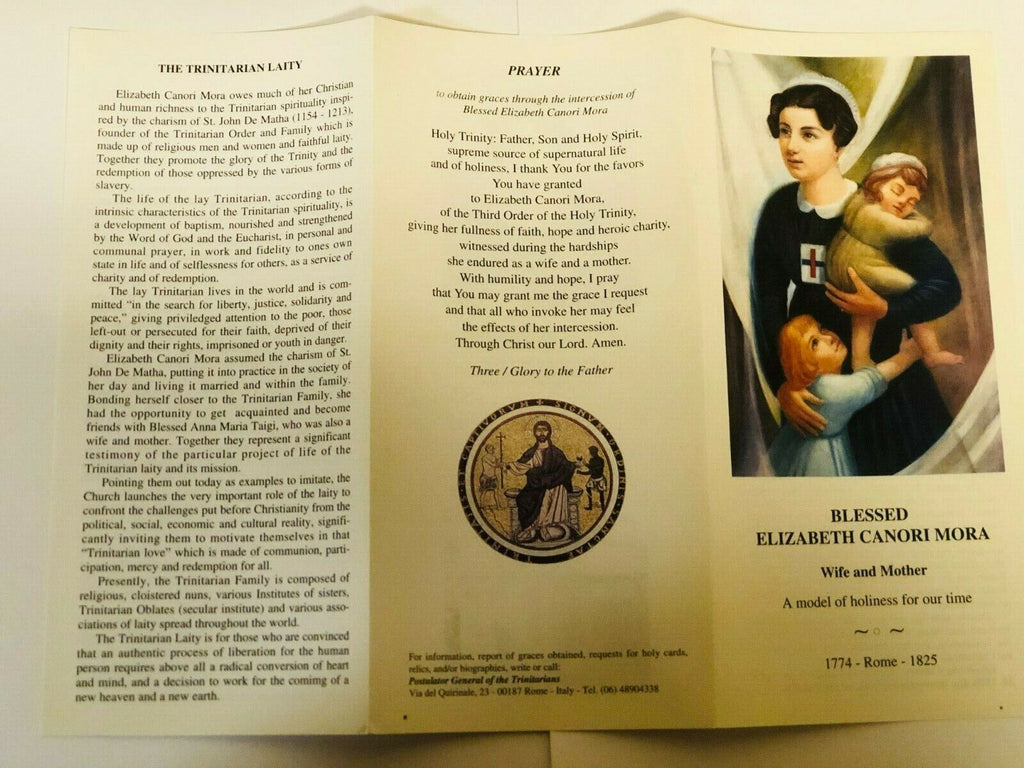 THE TRINITARIAN LAITY
Elizabeth Canori Mora owes much of her Christian
and human richness to the Trinitarian spirituality inspi-
red by the charism of St. John De Matha (1154 - 1213),
founder of the Trinitarian Order and Family which is
made up of religious men and women and faithful laity.
Together they promote the glory of the Trinity and the
redemption of those oppressed by the various forms of
slavery.
The life of the lay Trinitarian, according to the
intrinsic characteristics of the Trinitarian spirituality, is
a development of baptism, nourished and strengthened
by the Word of God and the Eucharist, in personal and
communal prayer, in work and fidelity to ones own
state in life and of selflessness for others, as a service of
charity and of redemption.
The lay Trinitarian lives in the world and is com-
mitted "in the search for liberty, justice, solidarity and
peace," giving priviledged attention to the poor, those
left-out or persecuted for their faith, deprived of their
dignity and their rights, imprisoned or youth in danger.
Elizabeth Canori Mora assumed the charism of St.
John De Matha, putting it into practice in the society of
her day and living it married and within the family.
Bonding herself closer to the Trinitarian Family, she
had the opportunity to get acquainted and become
friends with Blessed Anna Maria Taigi, who was also a
wife and mother. Together they represent a significant
testimony of the particular project of life of the
Trinitarian laity and its mission.
Pointing them out today as examples to imitate, the
Church launches the very important role of the laity to
confront the challenges put before Christianity from the
political, social, economic and cultural reality, signifi-
cantly inviting them to motivate themselves in that
"Trinitarian love" which is made of communion, parti-
cipation, mercy and redemption for all.
Presently, the Trinitarian Family is composed of
religious, cloistered nuns, various Institutes of sisters,
Trinitarian Oblates (secular institute) and various asso-
ciations of laity spread throughout the world.
The Trinitarian Laity is for those who are convinced
that an authentic process of liberation for the human
person requires above all a radical conversion of heart
and mind, and a decision to work for the comimg of a
new heaven and a new earth.
PRAYER
to obtain graces through the intercession of
Blessed Elizabeth Canori Mora
Holy Trinity: Father, Son and Holy Spirit,
supreme source of supernatural life
and of holiness, I thank You for the favors
You have granted
to Elizabeth Canori Mora,
of the Third Order of the Holy Trinity,
giving her fullness of faith, hope and heroic charity,
witnessed during the hardships
she endured as a wife and a mother.
With humility and hope, I pray
that You may grant me the grace I request
and that all who invoke her may feel
the effects of her intercession.
Through Christ our Lord. Amen.
Three / Glory to the Father
SIGNVM ORDINIS SANCTAE TRINITATIS ET CAPTIVORVM
For information, report of graces obtained, requests for holy cards,
relics, and/or biographies, write or call:
Postulator General of the Trinitarians
Via del Quirinale, 23 - 00187 Rome - Italy - Tel. (06) 48904338
BLESSED
ELIZABETH CANORI MORA
Wife and Mother
A model of holiness for our time
1774 - Rome - 1825